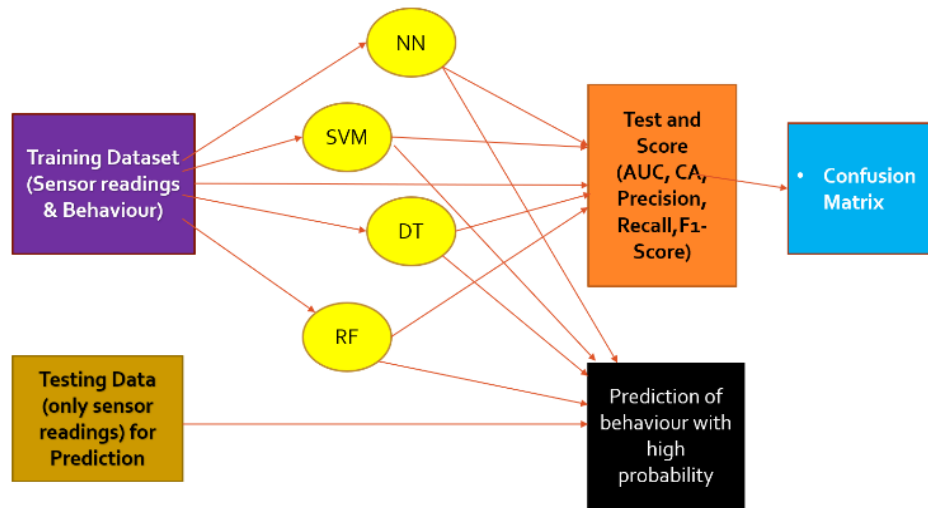 NN
SVM
DT
RF
Training Dataset
(Sensor readings
& Behaviour)
Testing Data
(only sensor
readings) for
Prediction
Test and
Score
(AUC, CA,
Precision,
Recall,F1-
Score)
• Confusion
Matrix
Prediction of
behaviour with
high
probability